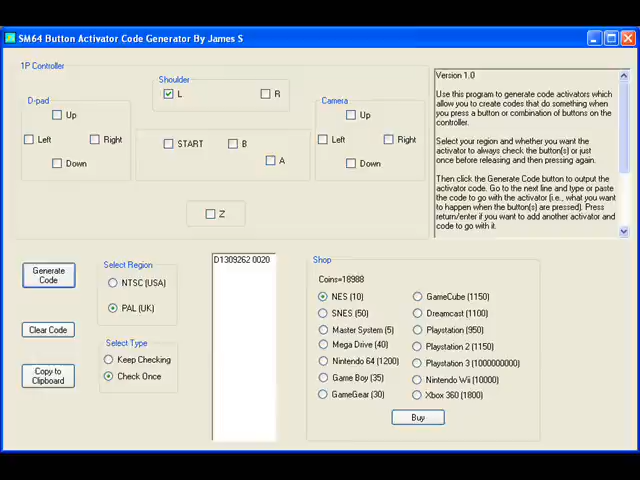 SM64 Button Activator Code Generator By James S
1P Controller
Shoulder
L
R
D-pad
Up
Left
Right
Down
START
B
A
Camera
Up
Left
Right
Down
Z
Version 1.0
Use this program to generate code activators which
allow you to create codes that do something when
you press a button or combination of buttons on the
controller.
Select your region and whether you want the
activator to always check the button(s) or just
once before releasing and then pressing again.
Then click the Generate Code button to output the
activator code. Go to the next line and type or paste
the code to go with the activator (i.e., what you want
to happen when the button(s) are pressed). Press
return/enter if you want to add another activator and
code to go with it.
Generate
Code
Clear Code
Copy to
Clipboard
Select Region
NTSC (USA)
PAL (UK)
Select Type
Keep Checking
Check Once
D1309262 0020
Shop
Coins=18988
NES (10)
SNES (50)
Master System (5)
Mega Drive (40)
Nintendo 64 (1200)
Game Boy (35)
GameGear (30)
GameCube (1150)
Dreamcast (1100)
Playstation (950)
Playstation 2 (1150)
Playstation 3 (1000000000)
Nintendo Wii (10000)
Xbox 360 (1800)
Buy